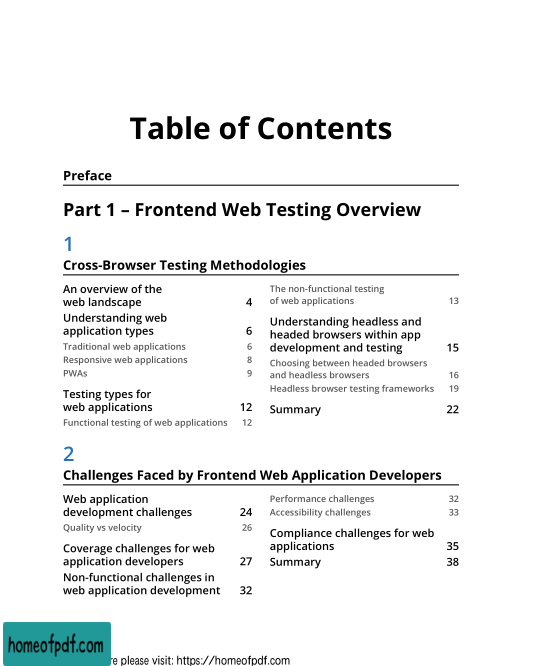 Table of Contents
Preface
Part 1 – Frontend Web Testing Overview
1
Cross-Browser Testing Methodologies
An overview of the
web landscape 4
Understanding web
application types 6
Traditional web applications 6
Responsive web applications 8
PWAs 9
Testing types for
web applications 12
Functional testing of web applications 12
The non-functional testing
of web applications 13
Understanding headless and
headed browsers within app
development and testing 15
Choosing between headed browsers
and headless browsers 16
Headless browser testing frameworks 19
Summary 22
2
Challenges Faced by Frontend Web Application Developers
Web application
development challenges 24
Quality vs velocity 26
Coverage challenges for web
application developers 27
Non-functional challenges in
web application development 32
Performance challenges 32
Accessibility challenges 33
Compliance challenges for web
applications 35
Summary 38
homeofpdf.com
please visit: https://homeofpdf.com